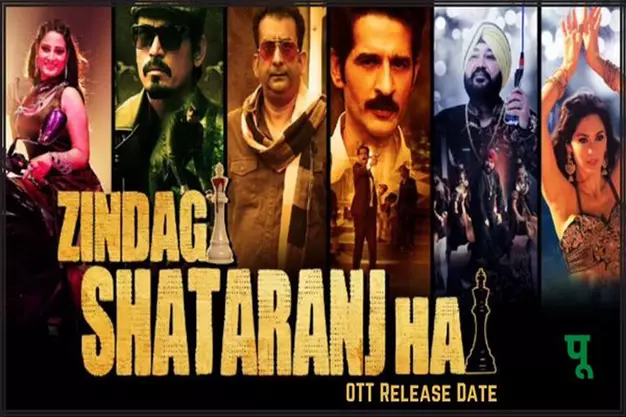 ZINDAGI
SHATARANJ HAI
OTT RELEASE DATE
पू